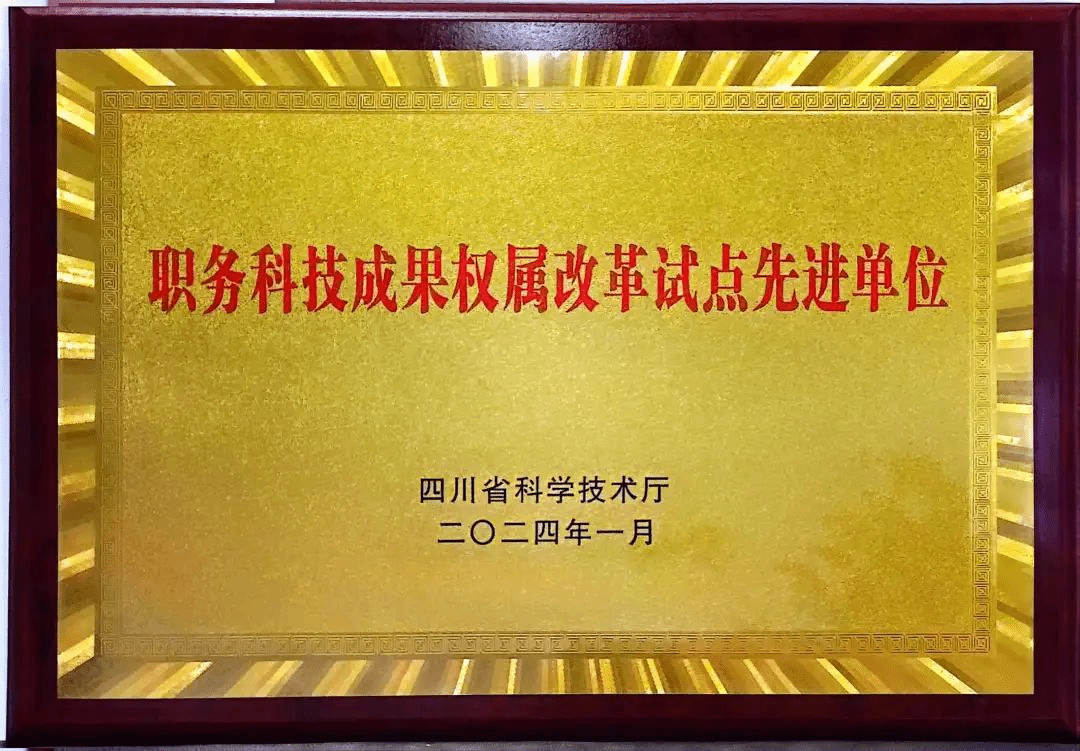 职务科技成果权属改革试点先进单位
四川省科学技术厅
二〇二四年一月